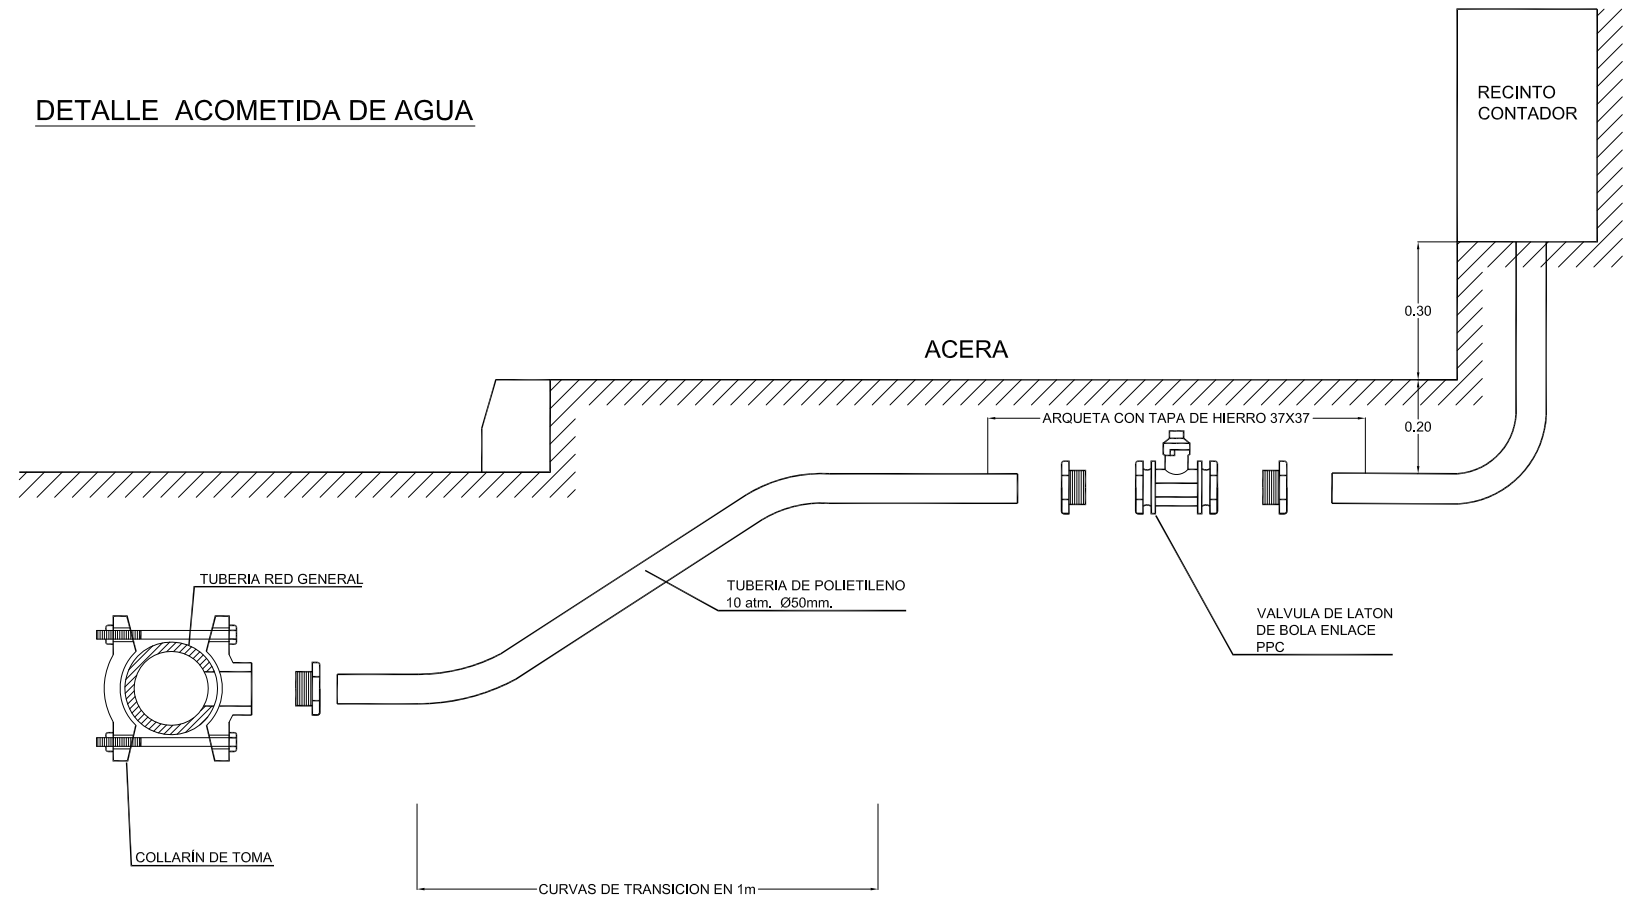 DETALLE ACOMETIDA DE AGUA
RECINTO
CONTADOR
0.30
ACERA
ARQUETA CON TAPA DE HIERRO 37X37
0.20
TUBERIA RED GENERAL
TUBERIA DE POLIETILENO
10 atm. Ø50mm.
VALVULA DE LATON
DE BOLA ENLACE
PPC
COLLARÍN DE TOMA
CURVAS DE TRANSICION EN 1m